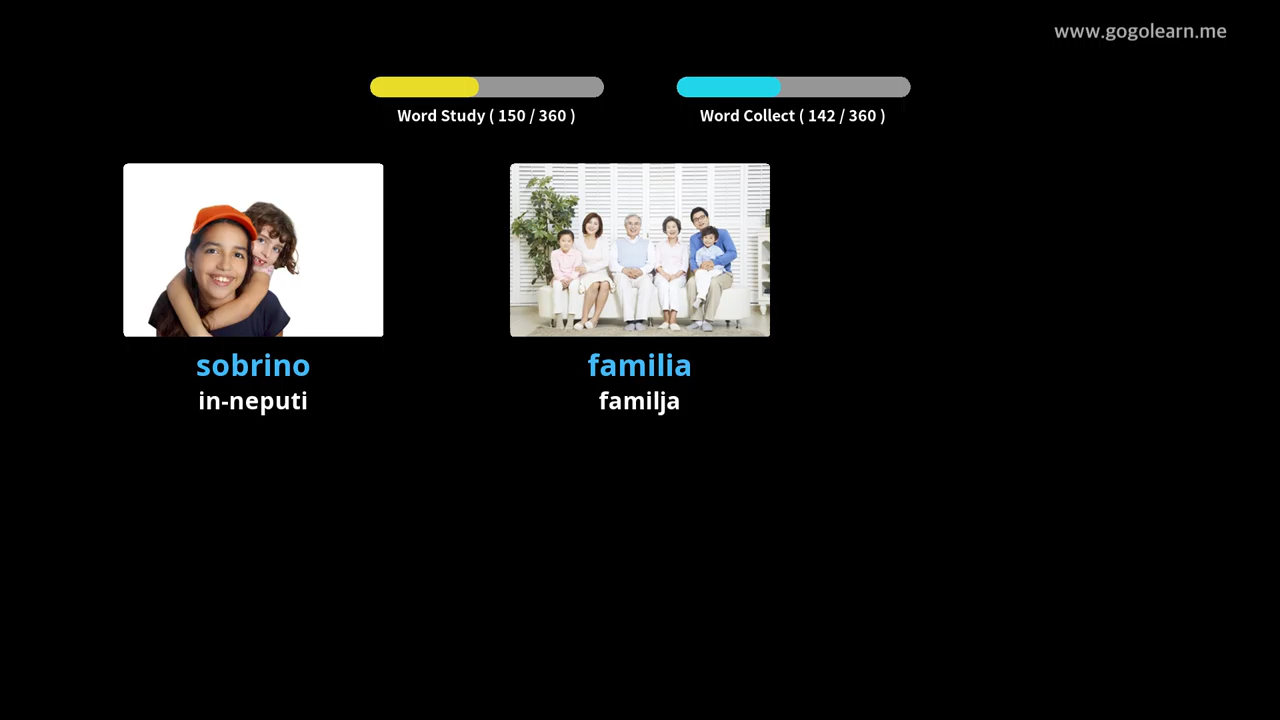 www.gogolearn.me
Word Study ( 150 / 360 )
Word Collect ( 142 / 360 )
sobrino
in-neputi
familia
familja